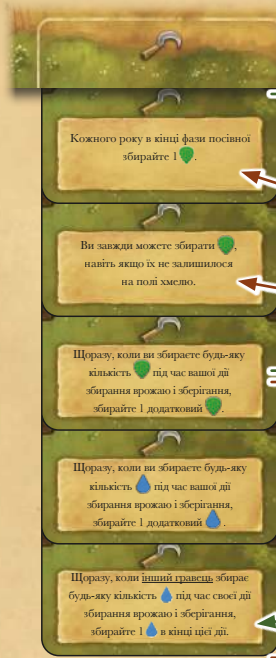 Кожного року в кінці фази посівної
збирайте 1 .
Ви завжди можете збирати ,
навіть якщо їх не залишилося
на полі хмелю.
Щоразу, коли ви збираєте будь-яку
кількість під час вашої дії
збирання врожаю і зберігання,
збирайте 1 додатковий .
Щоразу, коли ви збираєте будь-яку
кількість під час вашої дії
збирання врожаю і зберігання,
збирайте 1 додатковий .
Щоразу, коли інший гравець збирає
будь-яку кількість під час своєї дії
збирання врожаю і зберігання,
збирайте 1 в кінці цієї дії.